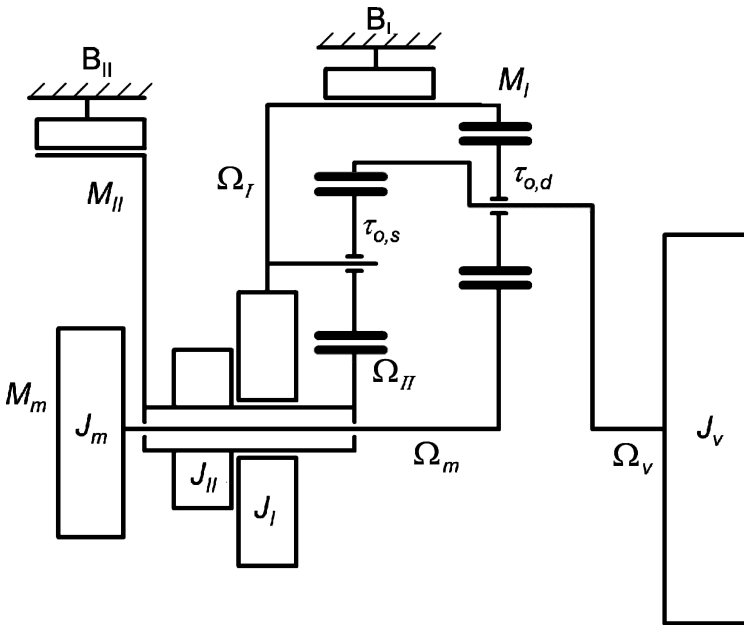 B_I
B_II
M_I
Ω_I
τ_o,d
M_II
τ_o,s
Ω_II
M_m
J_m
J_II
J_I
Ω_m
Ω_v
J_v